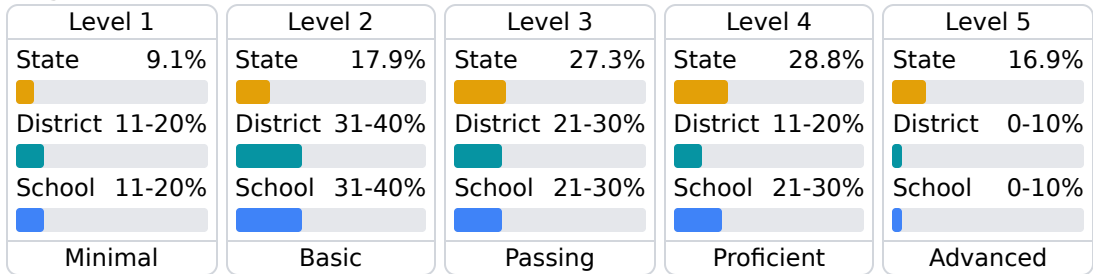 Level 1
State 9.1%
District 11-20%
School 11-20%
Minimal
Level 2
State 17.9%
District 31-40%
School 31-40%
Basic
Level 3
State 27.3%
District 21-30%
School 21-30%
Passing
Level 4
State 28.8%
District 11-20%
School 21-30%
Proficient
Level 5
State 16.9%
District 0-10%
School 0-10%
Advanced